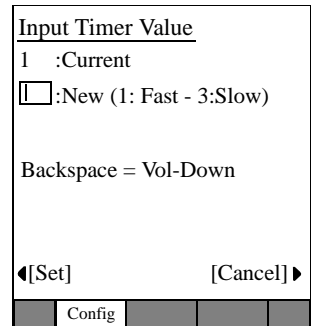 Input Timer Value
1 :Current
:New (1: Fast - 3:Slow)
Backspace = Vol-Down
[Set] [Cancel]
Config